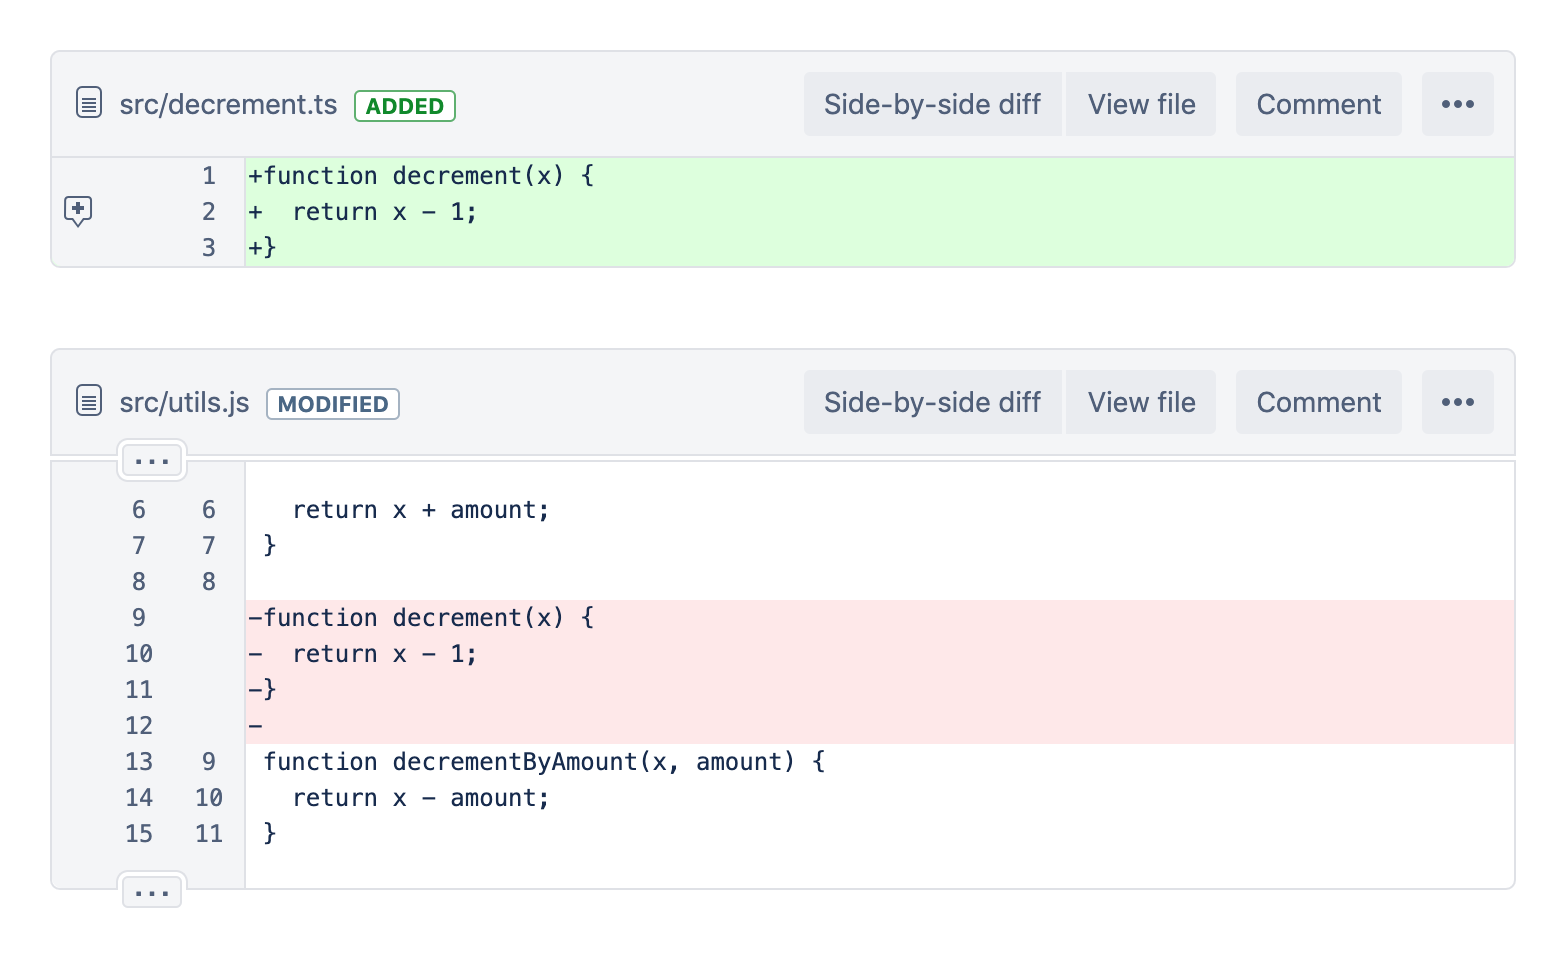 src/decrement.ts ADDED Side-by-side diff View file Comment •••
1 +function decrement(x) {
2 +  return x - 1;
3 +}
src/utils.js MODIFIED Side-by-side diff View file Comment •••
...
6 6   return x + amount;
7 7 }
8 8
9 -function decrement(x) {
10 -  return x - 1;
11 -}
12 -
13 9 function decrementByAmount(x, amount) {
14 10   return x - amount;
15 11 }
...